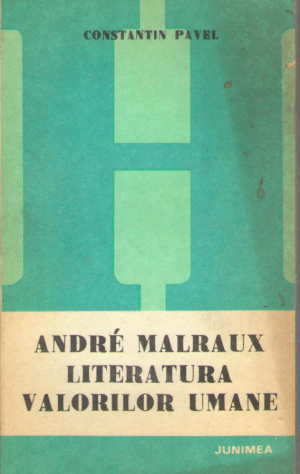 CONSTANTIN PAVEL
ANDRÉ MALRAUX
LITERATURA
VALORILOR UMANE
JUNIMEA